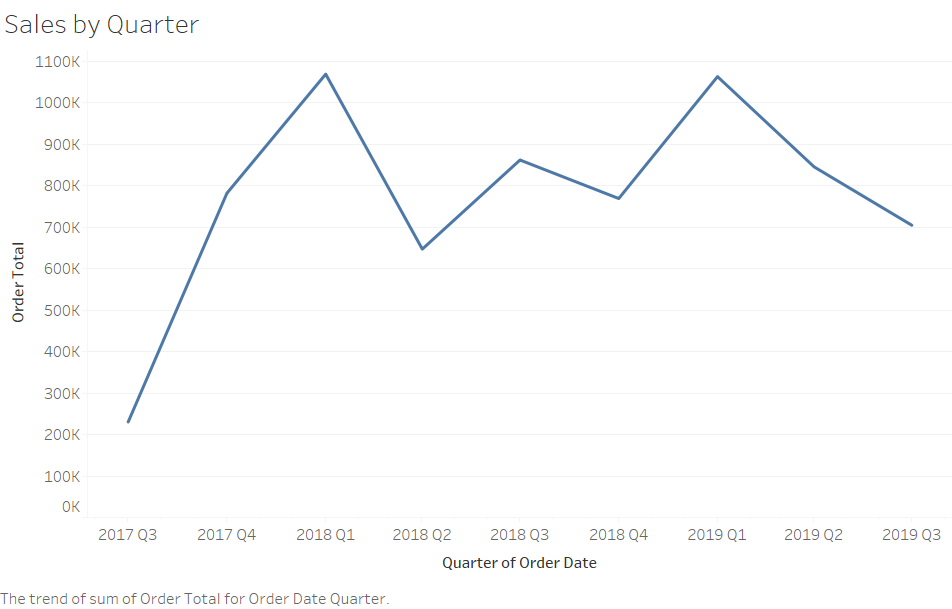 Sales by Quarter
1100K
1000K
900K
800K
700K
600K
500K
400K
300K
200K
100K
0K
Order Total
2017 Q3 2017 Q4 2018 Q1 2018 Q2 2018 Q3 2018 Q4 2019 Q1 2019 Q2 2019 Q3
Quarter of Order Date
The trend of sum of Order Total for Order Date Quarter.